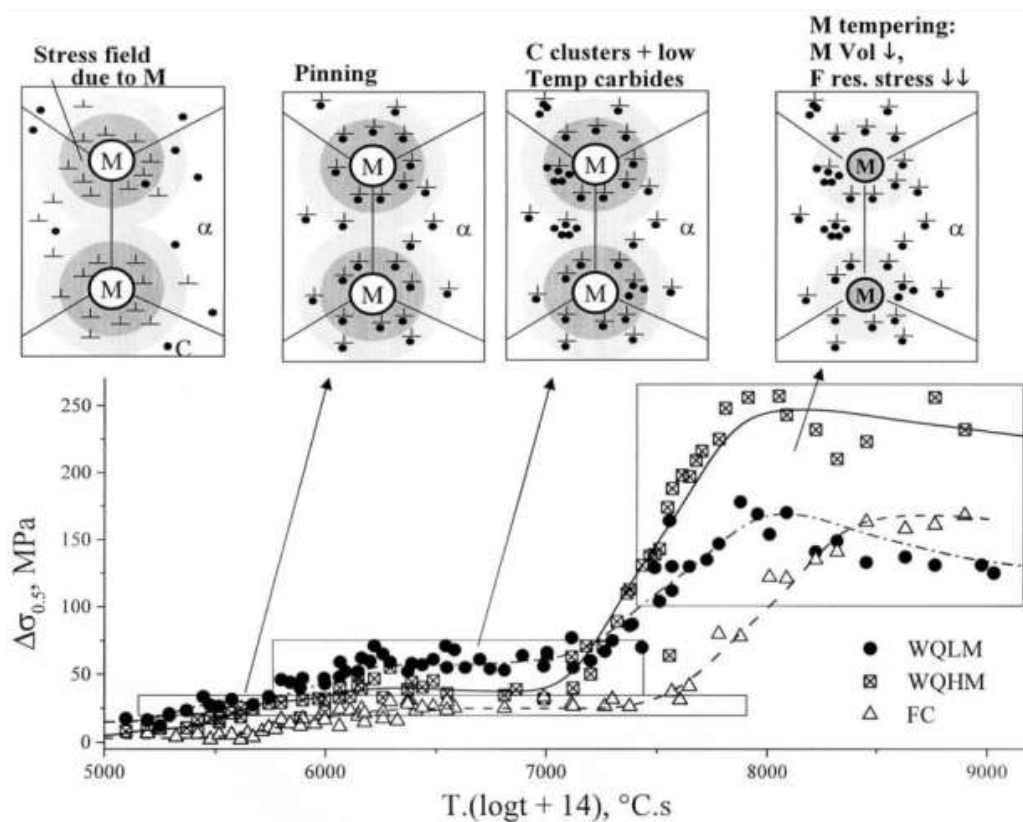 Stress field
due to M
Pinning
C clusters + low
Temp carbides
M tempering:
M Vol ↓,
F res. stress ↓↓
M
M
α
C
M
M
α
M
M
α
M
M
α
250
200
150
100
50
0
Δσ0.5, MPa
WQLM
WQHM
FC
5000 6000 7000 8000 9000
T.(logt + 14), °C.s